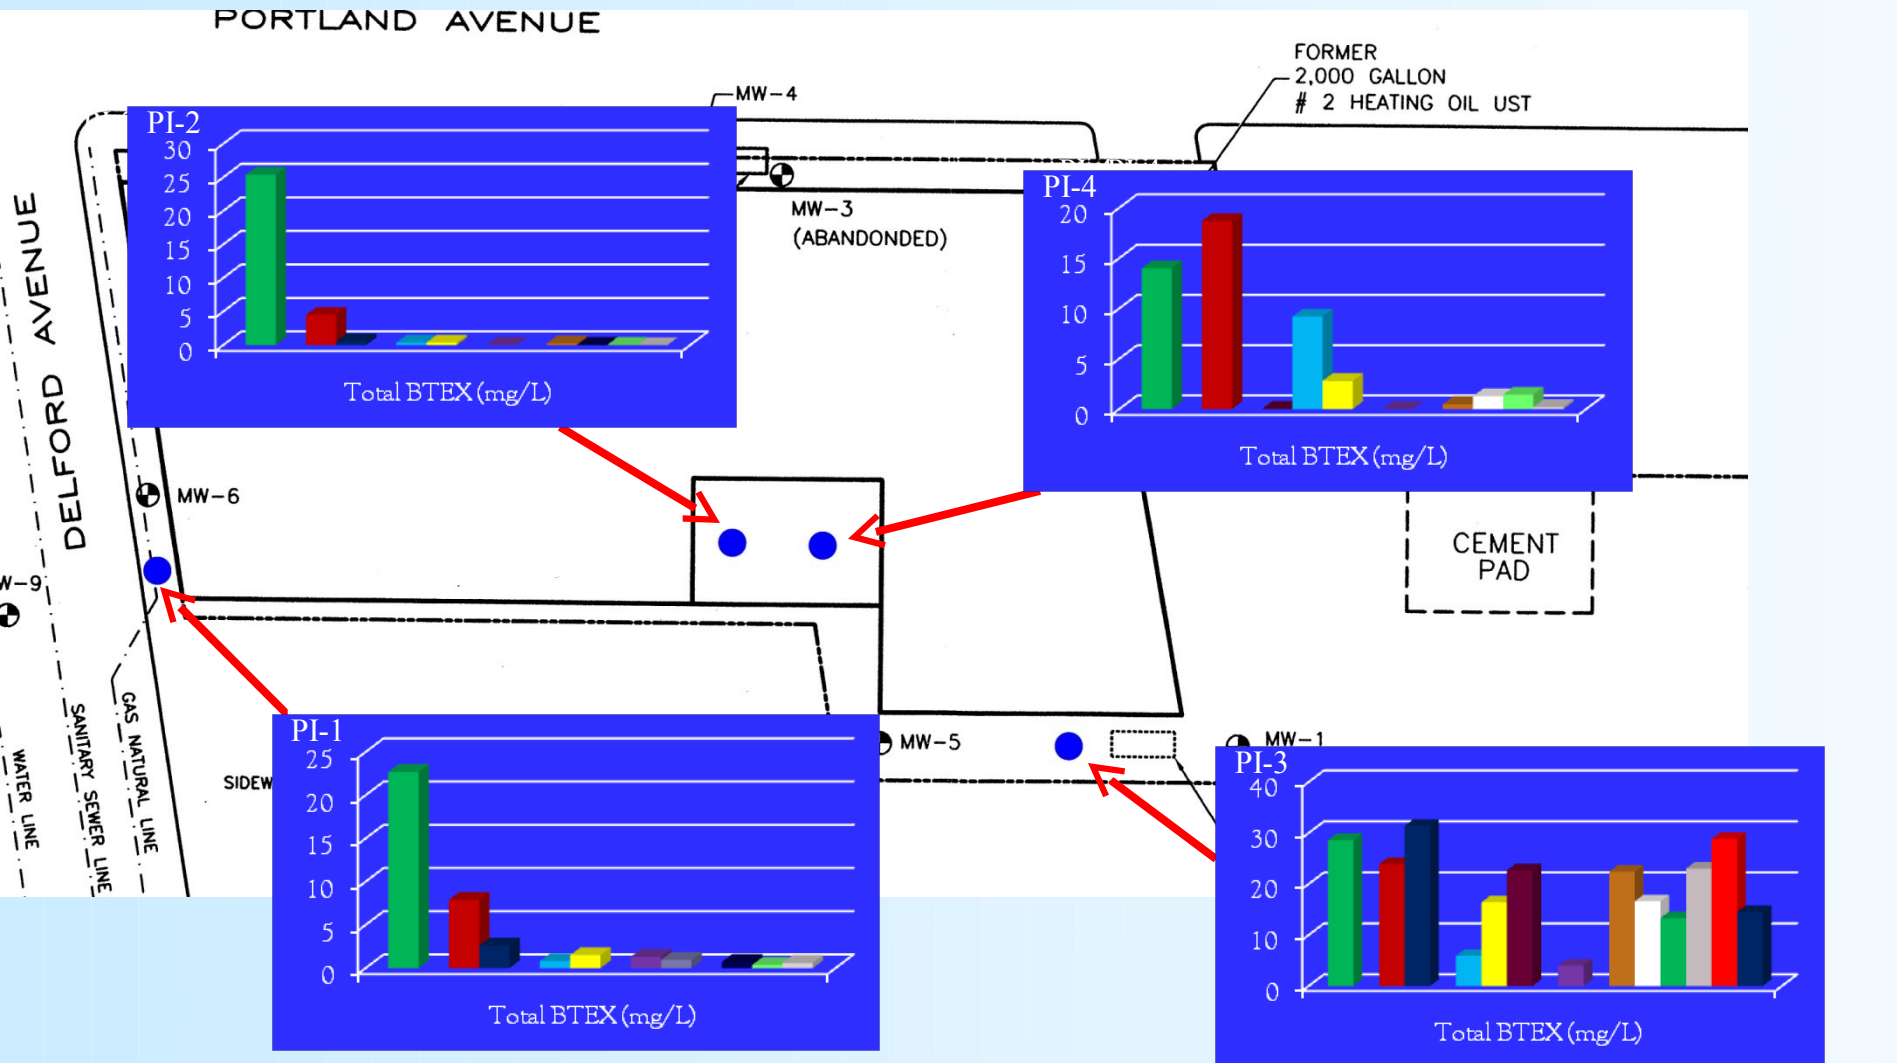 PORTLAND AVENUE
FORMER
2,000 GALLON
# 2 HEATING OIL UST
MW-4
PI-2
30
25
20
15
10
5
0
Total BTEX (mg/L)
MW-3
(ABANDONDED)
PI-4
20
15
10
5
0
Total BTEX (mg/L)
DELFORD AVENUE
MW-6
W-9
CEMENT
PAD
GAS NATURAL LINE
SANITARY SEWER LINE
WATER LINE
SIDEW
PI-1
25
20
15
10
5
0
Total BTEX (mg/L)
MW-5
MW-1
PI-3
40
30
20
10
0
Total BTEX (mg/L)